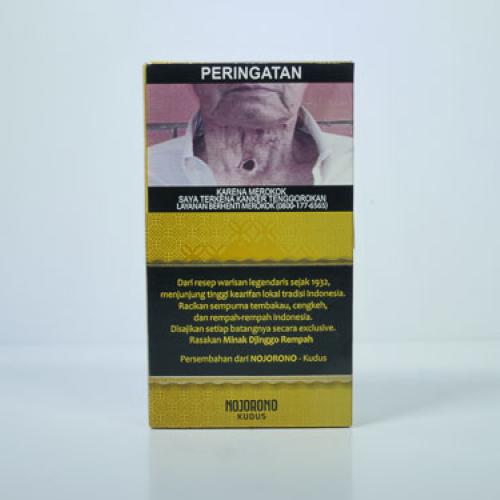 PERINGATAN
KARENA MEROKOK
SAYA TERKENA KANKER TENGGOROKAN
LAYANAN BERHENTI MEROKOK (0800-177-6565)
Dari resep warisan legendaris sejak 1932,
menjunjung tinggi kearifan lokal tradisi Indonesia.
Racikan sempurna tembakau, cengkeh,
dan rempah-rempah Indonesia.
Disajikan setiap batangnya secara exclusive.
Rasakan Minak Djinggo Rempah
Persembahan dari NOJORONO - Kudus
NOJORONO
KUDUS